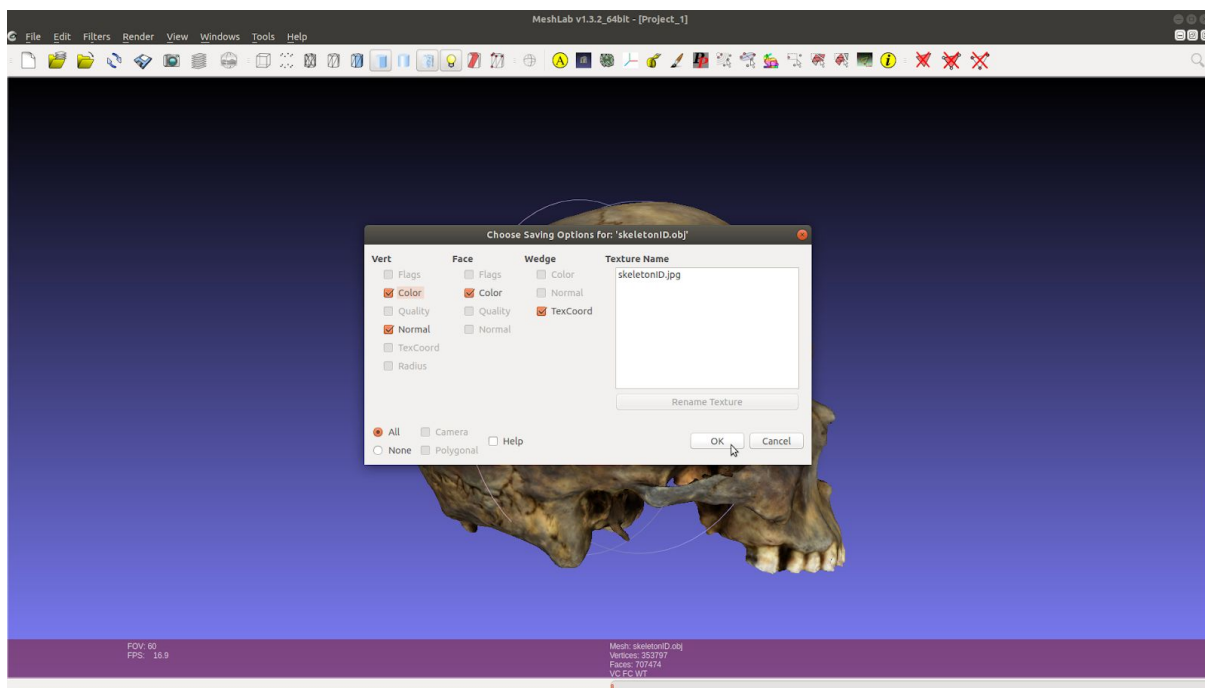 MeshLab v1.3.2_64bit - [Project_1]
File Edit Filters Render View Windows Tools Help
A
i
Choose Saving Options for: 'skeletonID.obj'
Vert Face Wedge Texture Name
Flags Flags Color skeletonID.jpg
Color Color Normal
Quality Quality TexCoord
Normal Normal
TexCoord
Radius
Rename Texture
All Camera
Help OK Cancel
None Polygonal
FOV: 60 Mesh: skeletonID.obj
FPS: 16.9 Vertices: 353797
Faces: 707474
VC FC WT